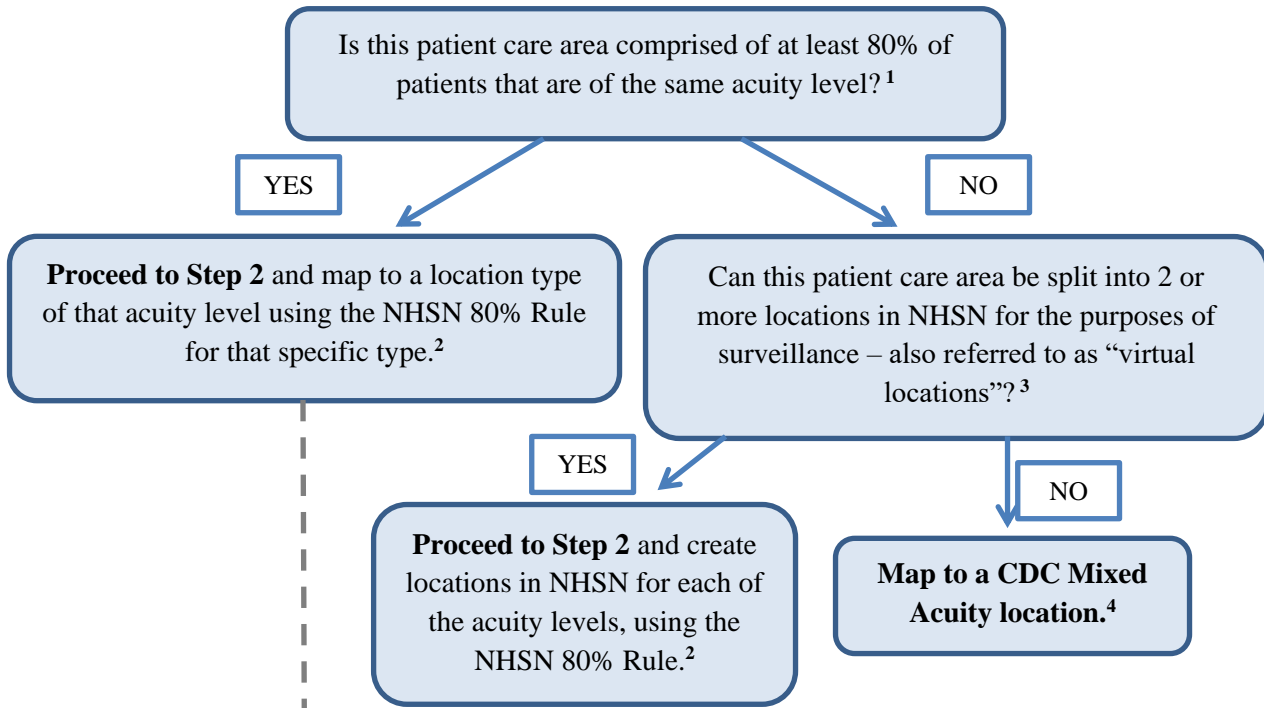 Is this patient care area comprised of at least 80% of
patients that are of the same acuity level? 1
YES
NO
Proceed to Step 2 and map to a location type
of that acuity level using the NHSN 80% Rule
for that specific type.2
Can this patient care area be split into 2 or
more locations in NHSN for the purposes of
surveillance – also referred to as “virtual
locations”? 3
YES
NO
Proceed to Step 2 and create
locations in NHSN for each of
the acuity levels, using the
NHSN 80% Rule.2
Map to a CDC Mixed
Acuity location.4